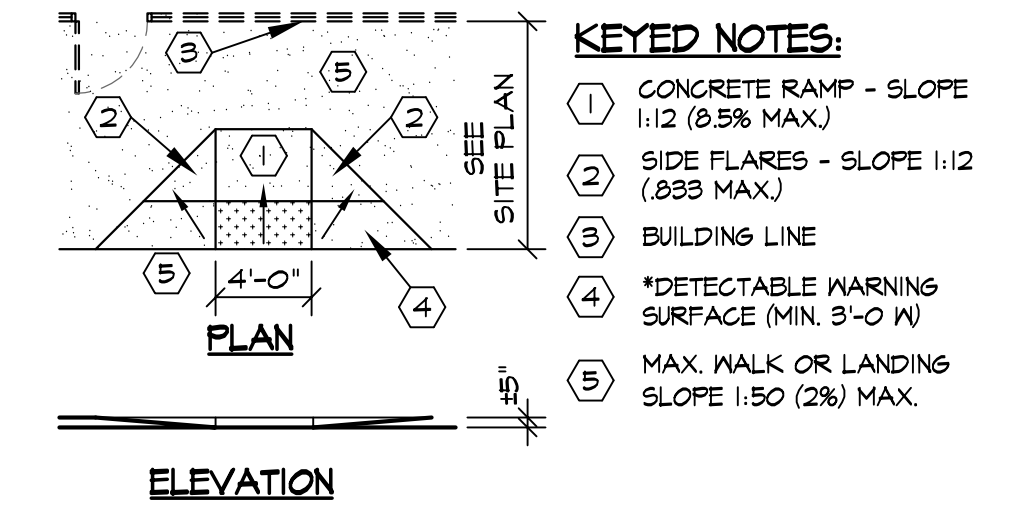 3
5
2
2
1
SEE
SITE PLAN
5
4'-0"
4
PLAN
±5"
ELEVATION
KEYED NOTES:
1 CONCRETE RAMP - SLOPE
1:12 (8.5% MAX.)
2 SIDE FLARES - SLOPE 1:12
(.833 MAX.)
3 BUILDING LINE
4 *DETECTABLE WARNING
SURFACE (MIN. 3'-0 W)
5 MAX. WALK OR LANDING
SLOPE 1:50 (2%) MAX.